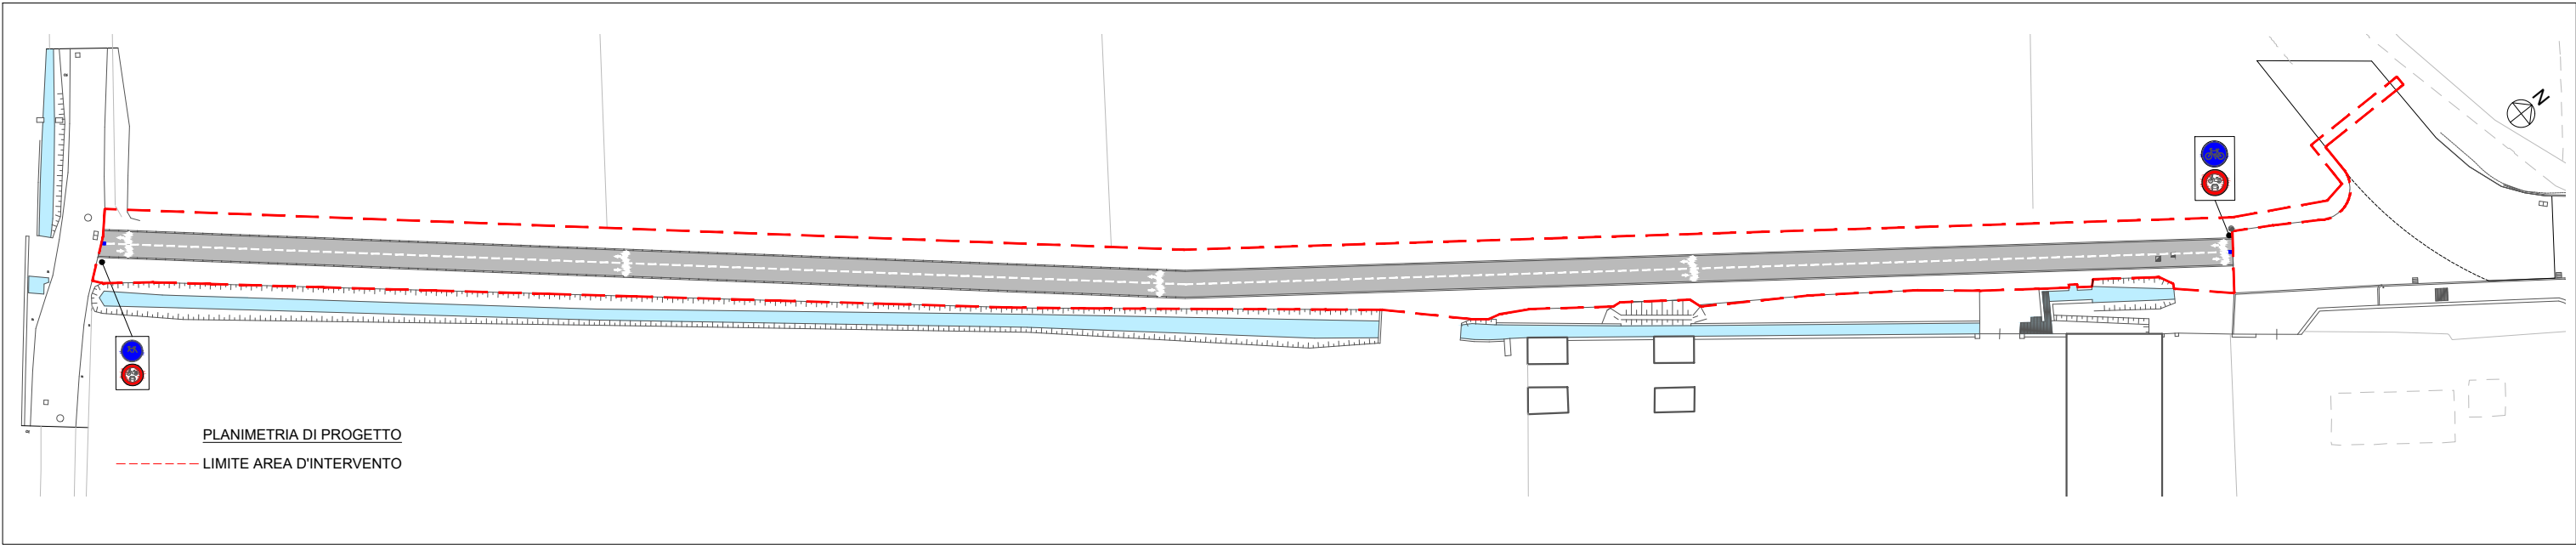 N
PLANIMETRIA DI PROGETTO
LIMITE AREA D'INTERVENTO